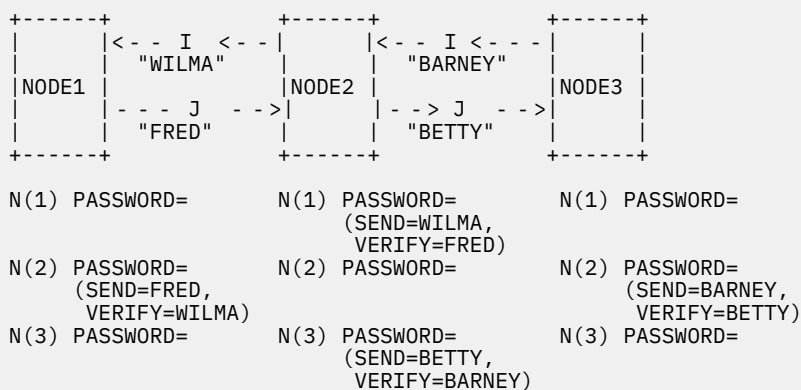 +------+                 +------+                 +------+
|      |<- - I  <- -|      |<- - I <- - -|      |
|      |  "WILMA"    |      |  "BARNEY"   |      |
|NODE1 |             |NODE2 |             |NODE3 |
|      |- - - J  - ->|      |- -> J  - ->|      |
|      |  "FRED"     |      |  "BETTY"    |      |
+------+                 +------+                 +------+
N(1) PASSWORD=      N(1) PASSWORD=      N(1) PASSWORD=
(SEND=WILMA,
VERIFY=FRED)
N(2) PASSWORD=      N(2) PASSWORD=      N(2) PASSWORD=
(SEND=FRED,      (SEND=BARNEY,
VERIFY=WILMA)      VERIFY=BETTY)
N(3) PASSWORD=      N(3) PASSWORD=      N(3) PASSWORD=
(SEND=BETTY,
VERIFY=BARNEY)